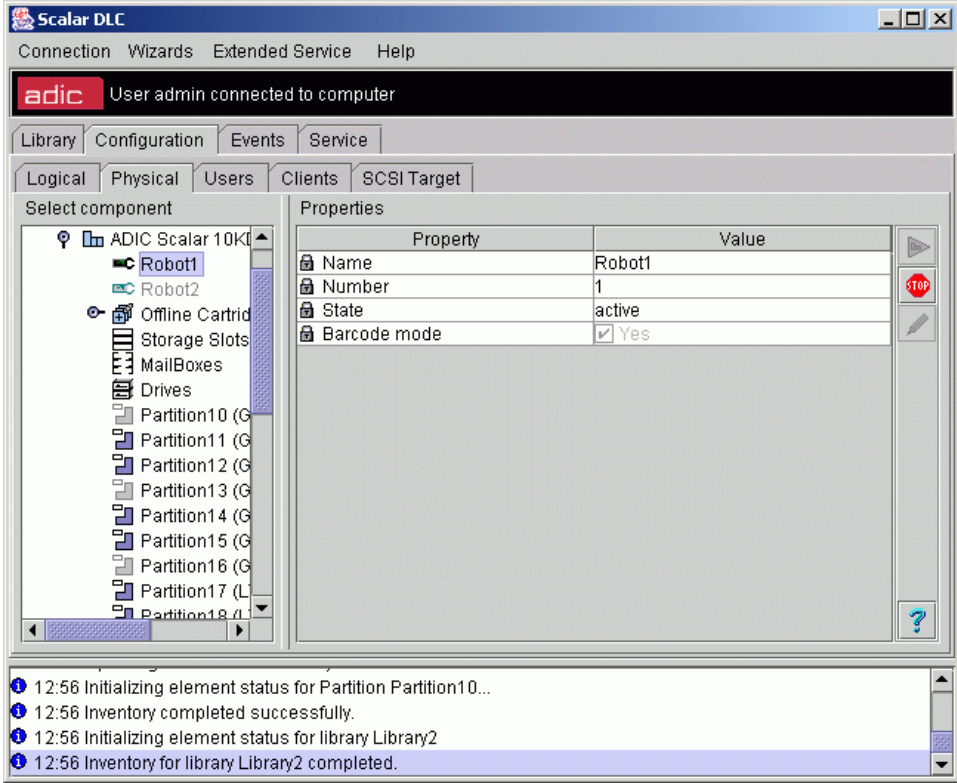 Scalar DLC
Connection Wizards Extended Service Help
adic User admin connected to computer
Library Configuration Events Service
Logical Physical Users Clients SCSI Target
Select component
ADIC Scalar 10K
Robot1
Robot2
Offline Cartrid
Storage Slots
MailBoxes
Drives
Partition10 (G
Partition11 (G
Partition12 (G
Partition13 (G
Partition14 (G
Partition15 (G
Partition16 (G
Partition17 (L
Partition18 (L
Properties
Property Value
Name Robot1
Number 1
State active
Barcode mode Yes
STOP
?
12:56 Initializing element status for Partition Partition10...
12:56 Inventory completed successfully.
12:56 Initializing element status for library Library2
12:56 Inventory for library Library2 completed.